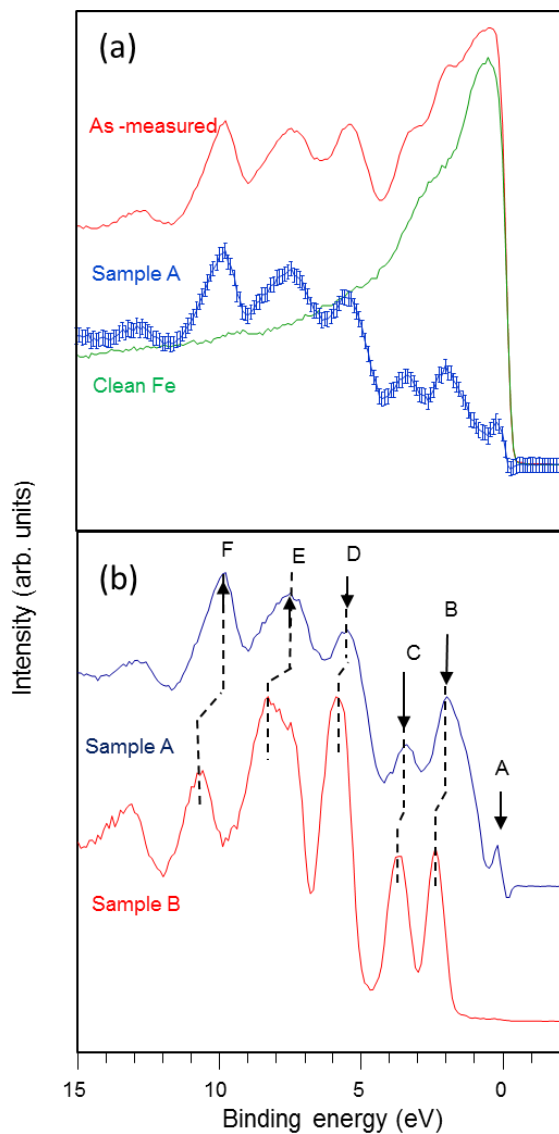 (a)
As -measured
Sample A
Clean Fe
Intensity (arb. units)
(b)
F
E
D
C
B
A
Sample A
Sample B
15 10 5 0
Binding energy (eV)